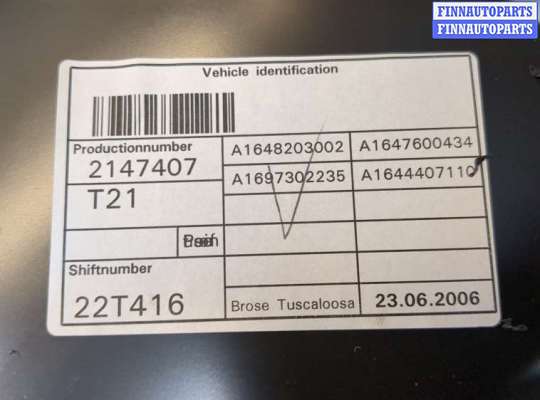 FINNAUTOPARTS
FINNAUTOPARTS
Vehicle identification
Productionnumber
2147407
A1648203002
A1647600434
A1697302235
A1644407110
T21
Shiftnumber
22T416
Brose Tuscaloosa
23.06.2006